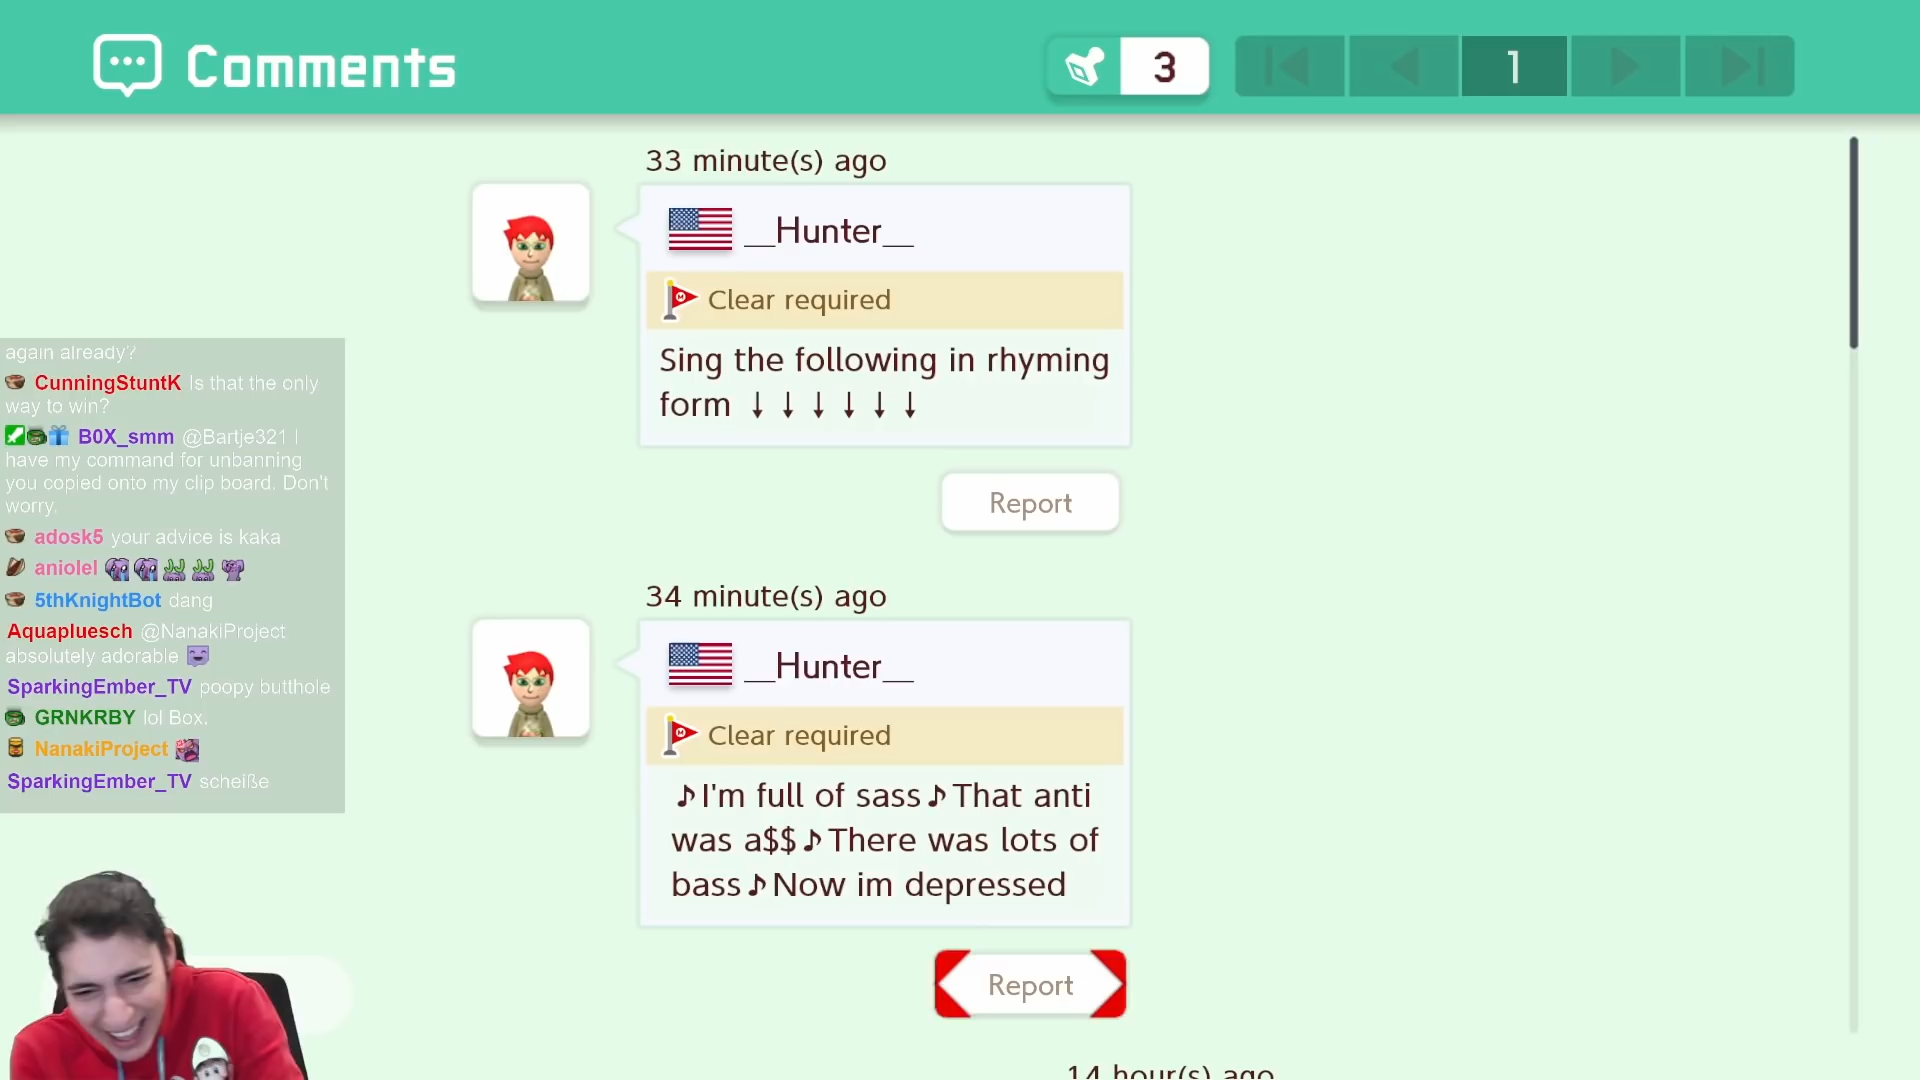 Comments
3
1
33 minute(s) ago
__Hunter__
Clear required
Sing the following in rhyming
form ↓ ↓ ↓ ↓ ↓ ↓
Report
34 minute(s) ago
__Hunter__
Clear required
♪I'm full of sass♪That anti
was a$$♪There was lots of
bass♪Now im depressed
Report
14 hour(s) ago
again already?
CunningStuntK Is that the only
way to win?
B0X_smm @Bartje321 I
have my command for unbanning
you copied onto my clip board. Don't
worry.
adosk5 your advice is kaka
aniolel
5thKnightBot dang
Aquapluesch @NanakiProject
absolutely adorable
SparkingEmber_TV poopy butthole
GRNKRBY lol Box.
NanakiProject
SparkingEmber_TV scheiße